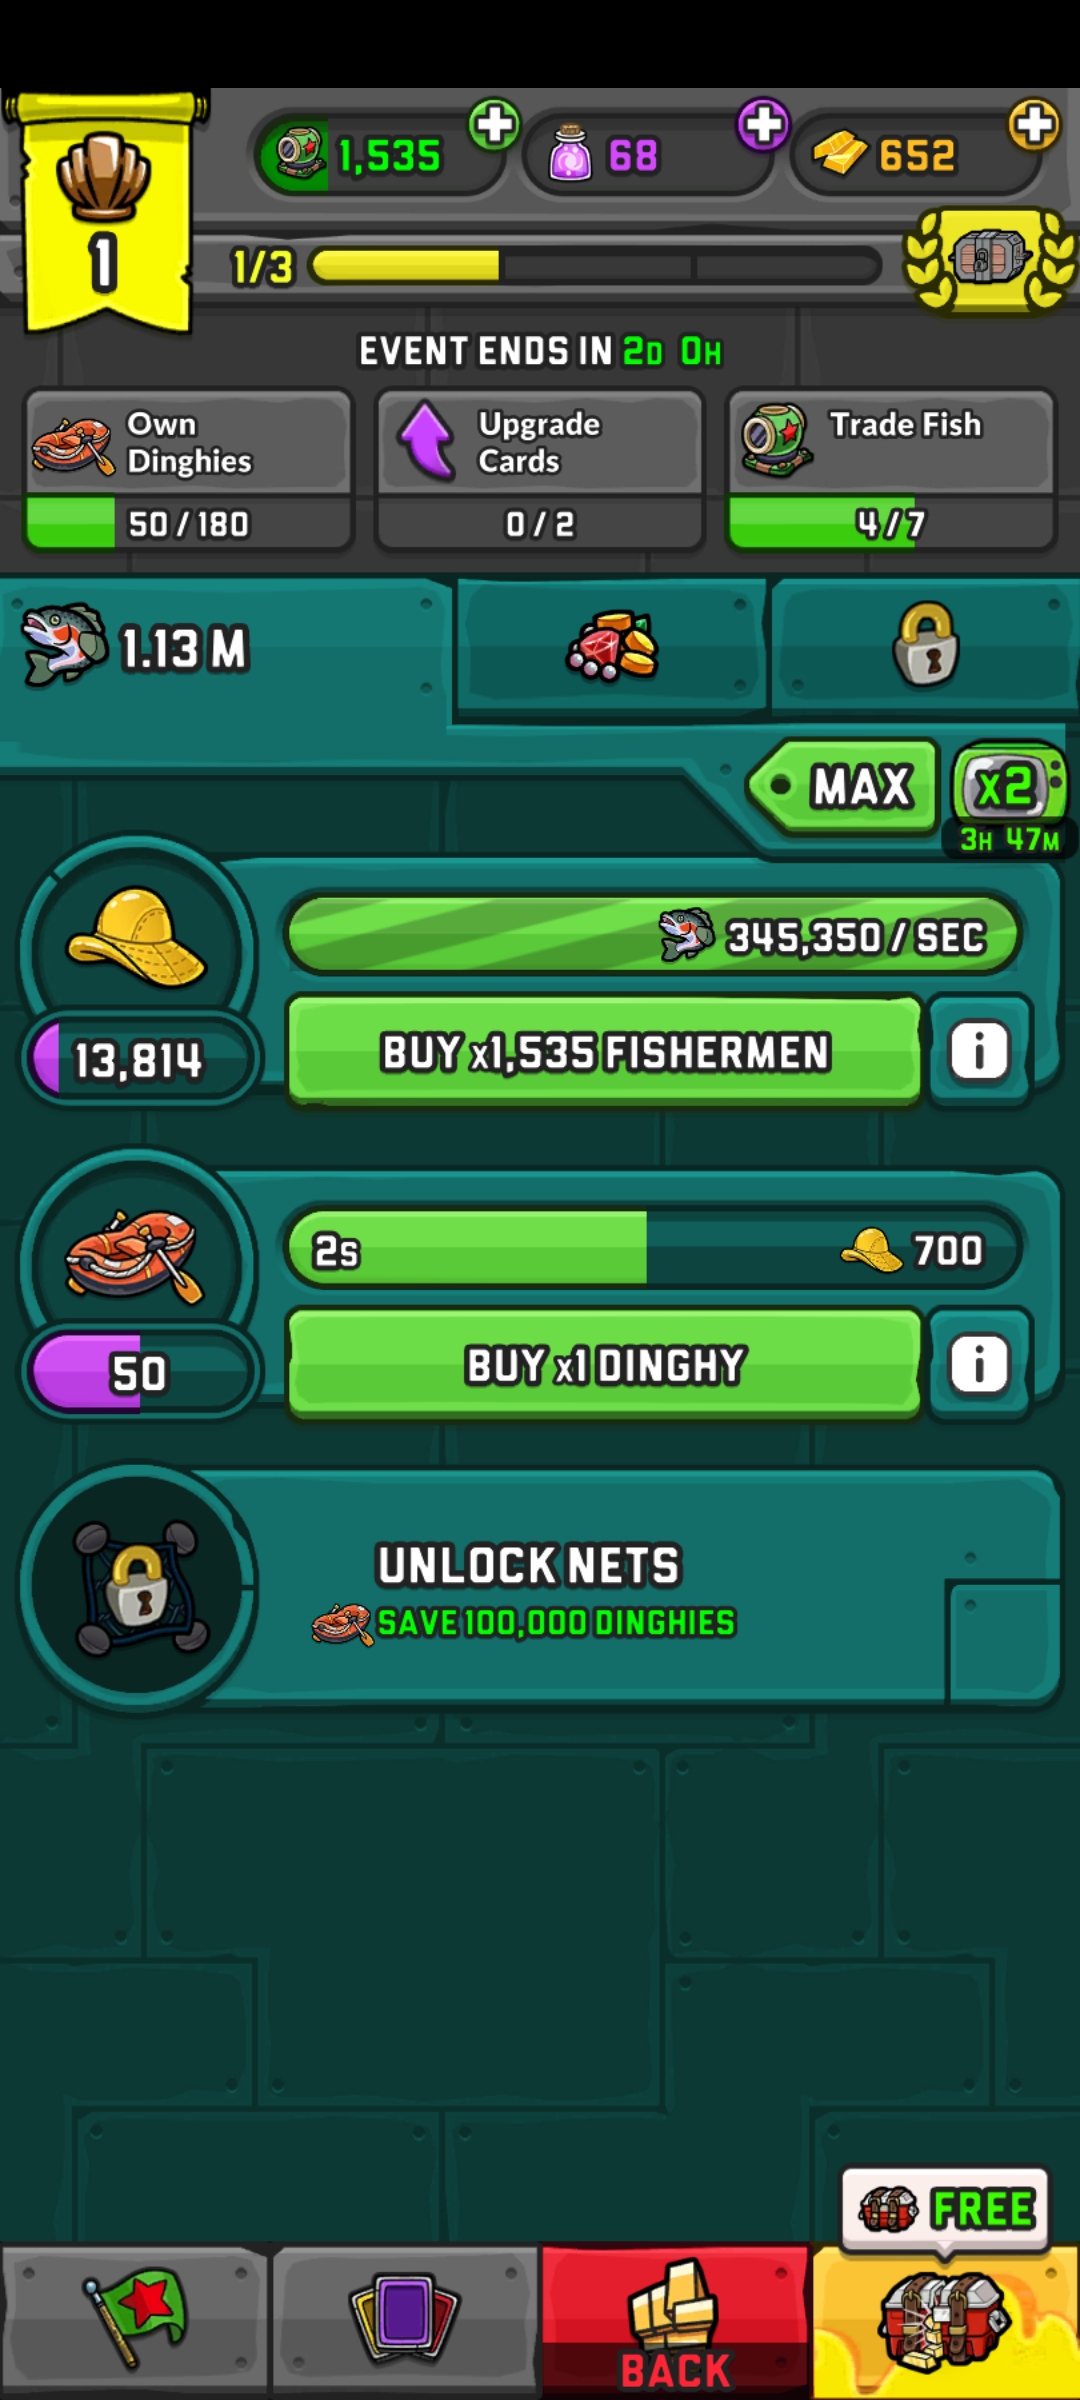 1,535
68
652
1
1/3
EVENT ENDS IN 2D 0H
Own
Dinghies
Upgrade
Cards
Trade Fish
50 / 180
0 / 2
4 / 7
1.13 M
MAX
X2
3H 47M
345,350 / SEC
13,814
BUY x1,535 FISHERMEN
i
2s
700
50
BUY x1 DINGHY
i
UNLOCK NETS
SAVE 100,000 DINGHIES
FREE
BACK